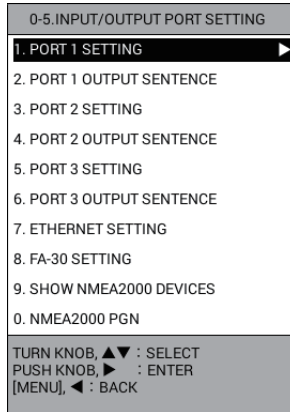 0-5.INPUT/OUTPUT PORT SETTING
1. PORT 1 SETTING ▶
2. PORT 1 OUTPUT SENTENCE
3. PORT 2 SETTING
4. PORT 2 OUTPUT SENTENCE
5. PORT 3 SETTING
6. PORT 3 OUTPUT SENTENCE
7. ETHERNET SETTING
8. FA-30 SETTING
9. SHOW NMEA2000 DEVICES
0. NMEA2000 PGN
TURN KNOB, ▲▼ : SELECT
PUSH KNOB, ▶ : ENTER
[MENU], ◀ : BACK